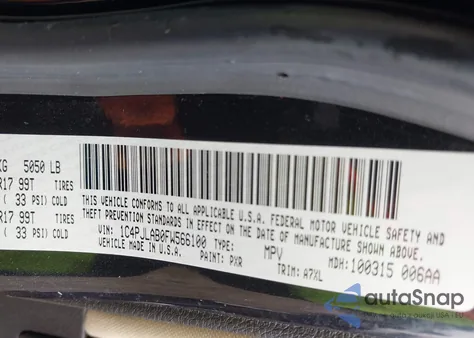 KG 5050 LB
R17 99T TIRES
( 33 PSI) COLD
R17 99T TIRES
( 33 PSI) COLD
THIS VEHICLE CONFORMS TO ALL APPLICABLE U.S.A. FEDERAL MOTOR VEHICLE SAFETY AND
THEFT PREVENTION STANDARDS IN EFFECT ON THE DATE OF MANUFACTURE SHOWN ABOVE.
VIN: 1C4PJLAB0FW566100 TYPE: MPV
PAINT: PXR TRIM: A7XL MDH: 100315 006AA
autoSnap